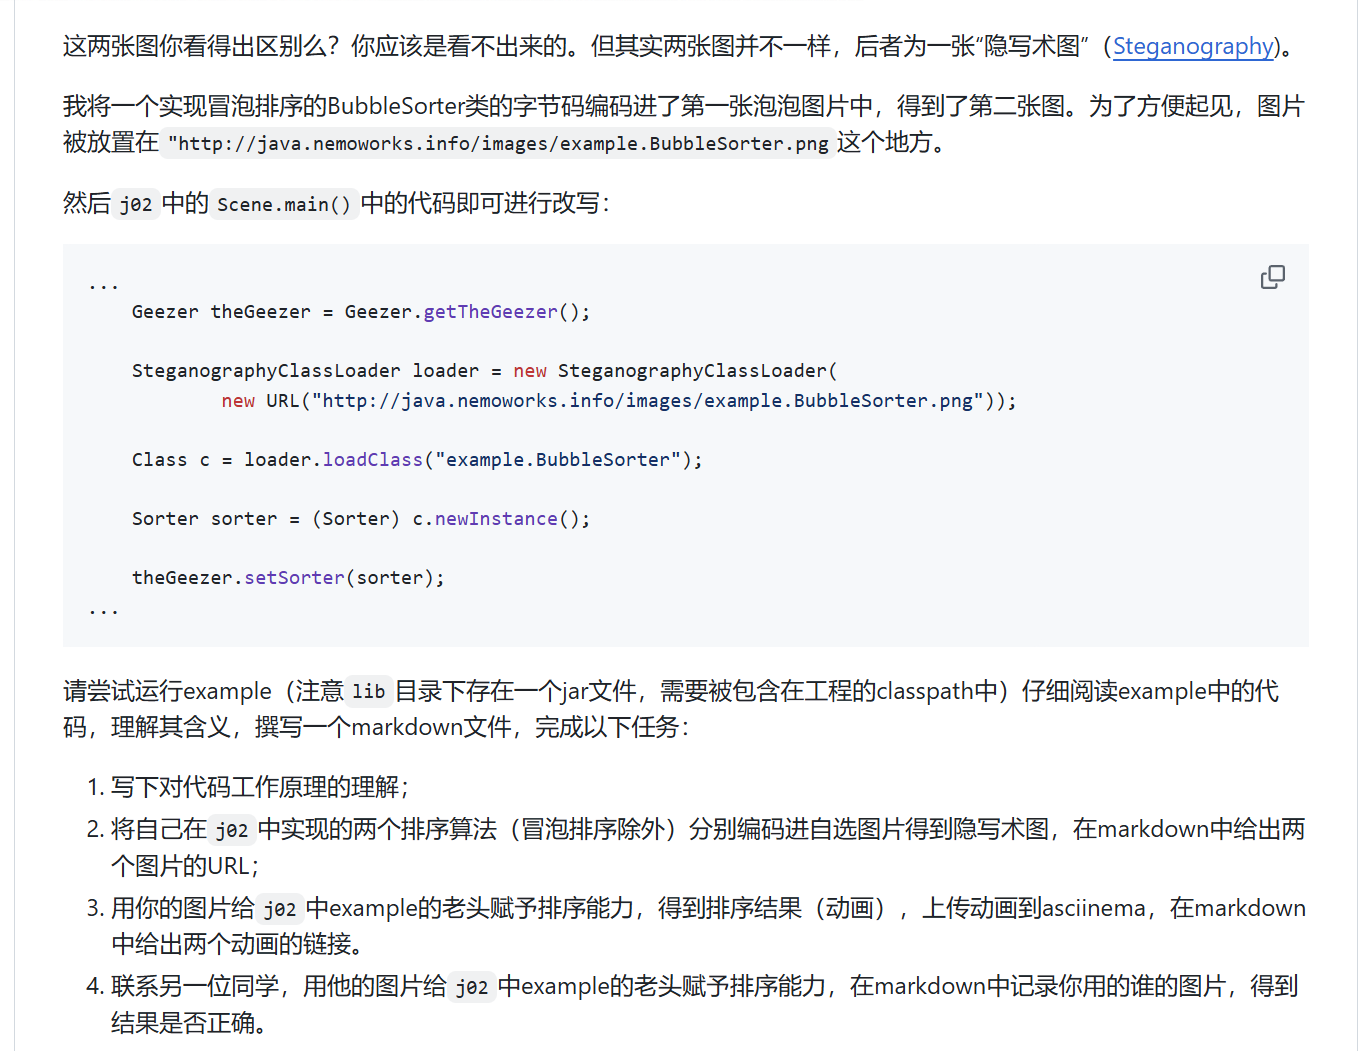 这两张图你看得出区别么？你应该是看不出来的。但其实两张图并不一样，后者为一张“隐写术图”（Steganography)。
我将一个实现冒泡排序的BubbleSorter类的字节码编码进了第一张泡泡图片中，得到了第二张图。为了方便起见，图片
被放置在 "http://java.nemoworks.info/images/example.BubbleSorter.png 这个地方。
然后 j02 中的 Scene.main() 中的代码即可进行改写：
...
    Geezer theGeezer = Geezer.getTheGeezer();
    SteganographyClassLoader loader = new SteganographyClassLoader(
            new URL("http://java.nemoworks.info/images/example.BubbleSorter.png"));
    Class c = loader.loadClass("example.BubbleSorter");
    Sorter sorter = (Sorter) c.newInstance();
    theGeezer.setSorter(sorter);
...
请尝试运行example（注意 lib 目录下存在一个jar文件，需要被包含在工程的classpath中）仔细阅读example中的代
码，理解其含义，撰写一个markdown文件，完成以下任务：
1. 写下对代码工作原理的理解；
2. 将自己在 j02 中实现的两个排序算法（冒泡排序除外）分别编码进自选图片得到隐写术图，在markdown中给出两
个图片的URL；
3. 用你的图片给 j02 中example的老头赋予排序能力，得到排序结果（动画），上传动画到asciinema，在markdown
中给出两个动画的链接。
4. 联系另一位同学，用他的图片给 j02 中example的老头赋予排序能力，在markdown中记录你用的谁的图片，得到
结果是否正确。